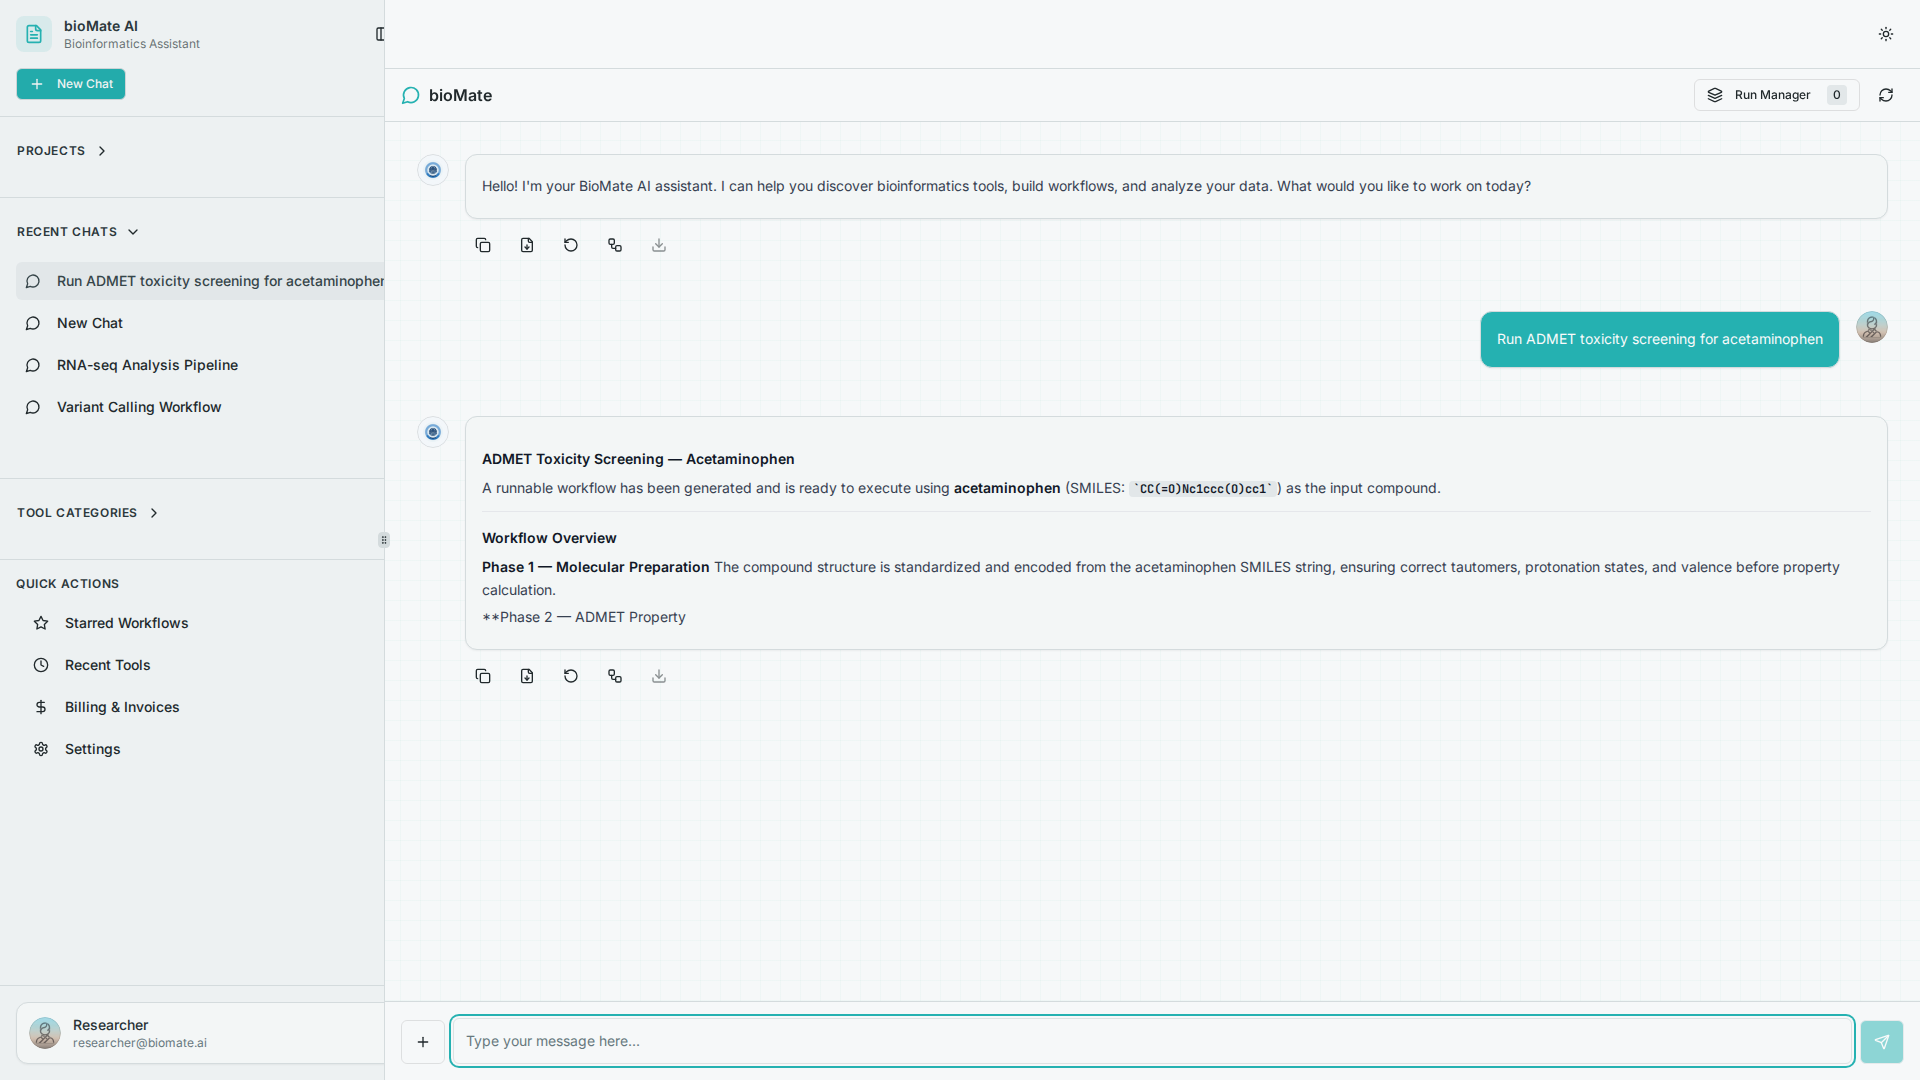 bioMate AI
Bioinformatics Assistant
New Chat
PROJECTS
RECENT CHATS
Run ADMET toxicity screening for acetaminophen
New Chat
RNA-seq Analysis Pipeline
Variant Calling Workflow
TOOL CATEGORIES
QUICK ACTIONS
Starred Workflows
Recent Tools
Billing & Invoices
Settings
Researcher
researcher@biomate.ai
bioMate
Run Manager 0
Hello! I'm your BioMate AI assistant. I can help you discover bioinformatics tools, build workflows, and analyze your data. What would you like to work on today?
Run ADMET toxicity screening for acetaminophen
ADMET Toxicity Screening — Acetaminophen
A runnable workflow has been generated and is ready to execute using acetaminophen (SMILES: `CC(=O)Nc1ccc(O)cc1`) as the input compound.
Workflow Overview
Phase 1 — Molecular Preparation The compound structure is standardized and encoded from the acetaminophen SMILES string, ensuring correct tautomers, protonation states, and valence before property
calculation.
**Phase 2 — ADMET Property
Type your message here...